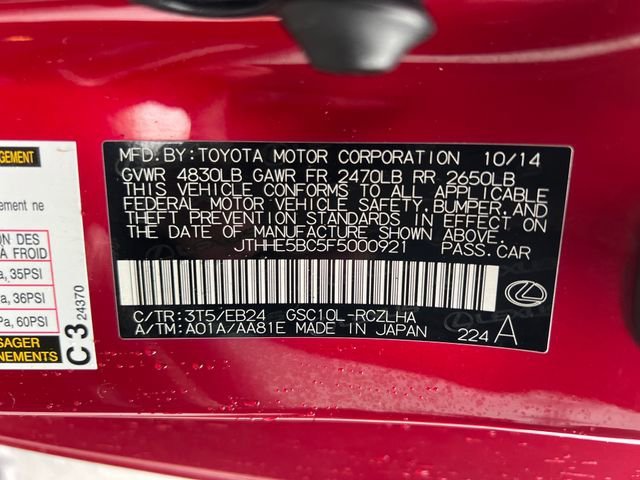 AGEMENT
ement ne
ION DES
À FROID
a, 35PSI
a, 36PSI
Pa, 60PSI
SAGER
NNEMENTS
C3
24370
MFD. BY: TOYOTA MOTOR CORPORATION 10/14
GVWR 4830LB GAWR FR 2470LB RR 2650LB
THIS VEHICLE CONFORMS TO ALL APPLICABLE
FEDERAL MOTOR VEHICLE SAFETY, BUMPER, AND
THEFT PREVENTION STANDARDS IN EFFECT ON
THE DATE OF MANUFACTURE SHOWN ABOVE.
JTHHE5BC5F5000921 PASS. CAR
C/TR: 3T5/EB24 GSC10L-RCZLHA
A/TM: A01A/AA81E MADE IN JAPAN 224 A